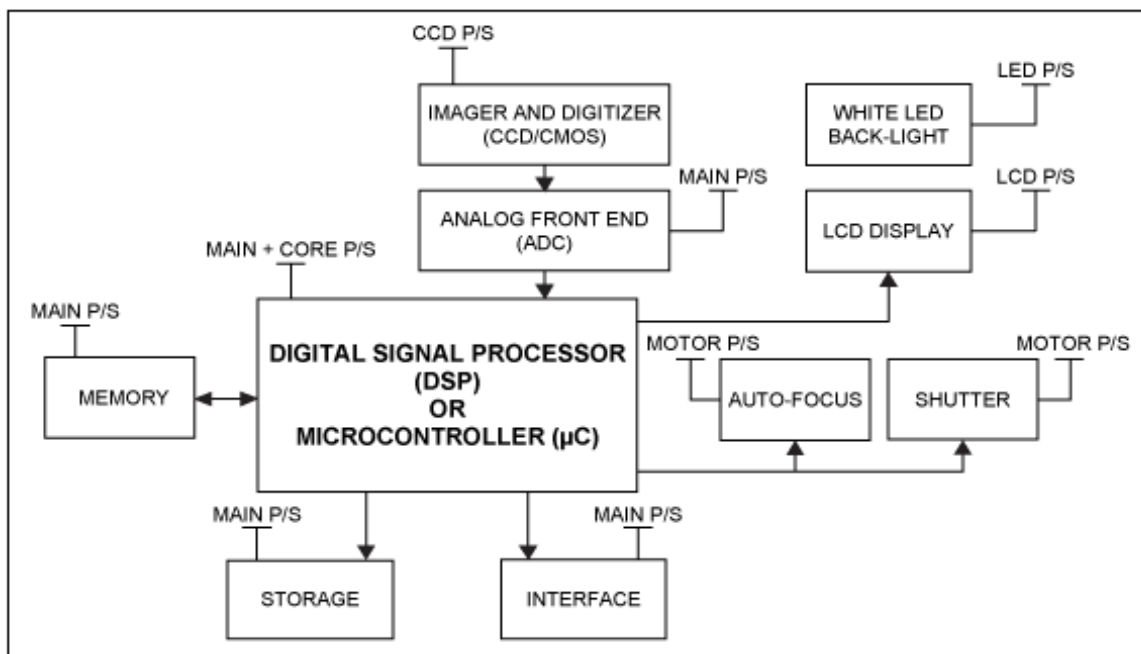 CCD P/S
IMAGER AND DIGITIZER
(CCD/CMOS)
LED P/S
WHITE LED
BACK-LIGHT
MAIN P/S
ANALOG FRONT END
(ADC)
LCD P/S
LCD DISPLAY
MAIN + CORE P/S
DIGITAL SIGNAL PROCESSOR
(DSP)
OR
MICROCONTROLLER (µC)
MAIN P/S
MEMORY
MOTOR P/S
AUTO-FOCUS
MOTOR P/S
SHUTTER
MAIN P/S
STORAGE
MAIN P/S
INTERFACE